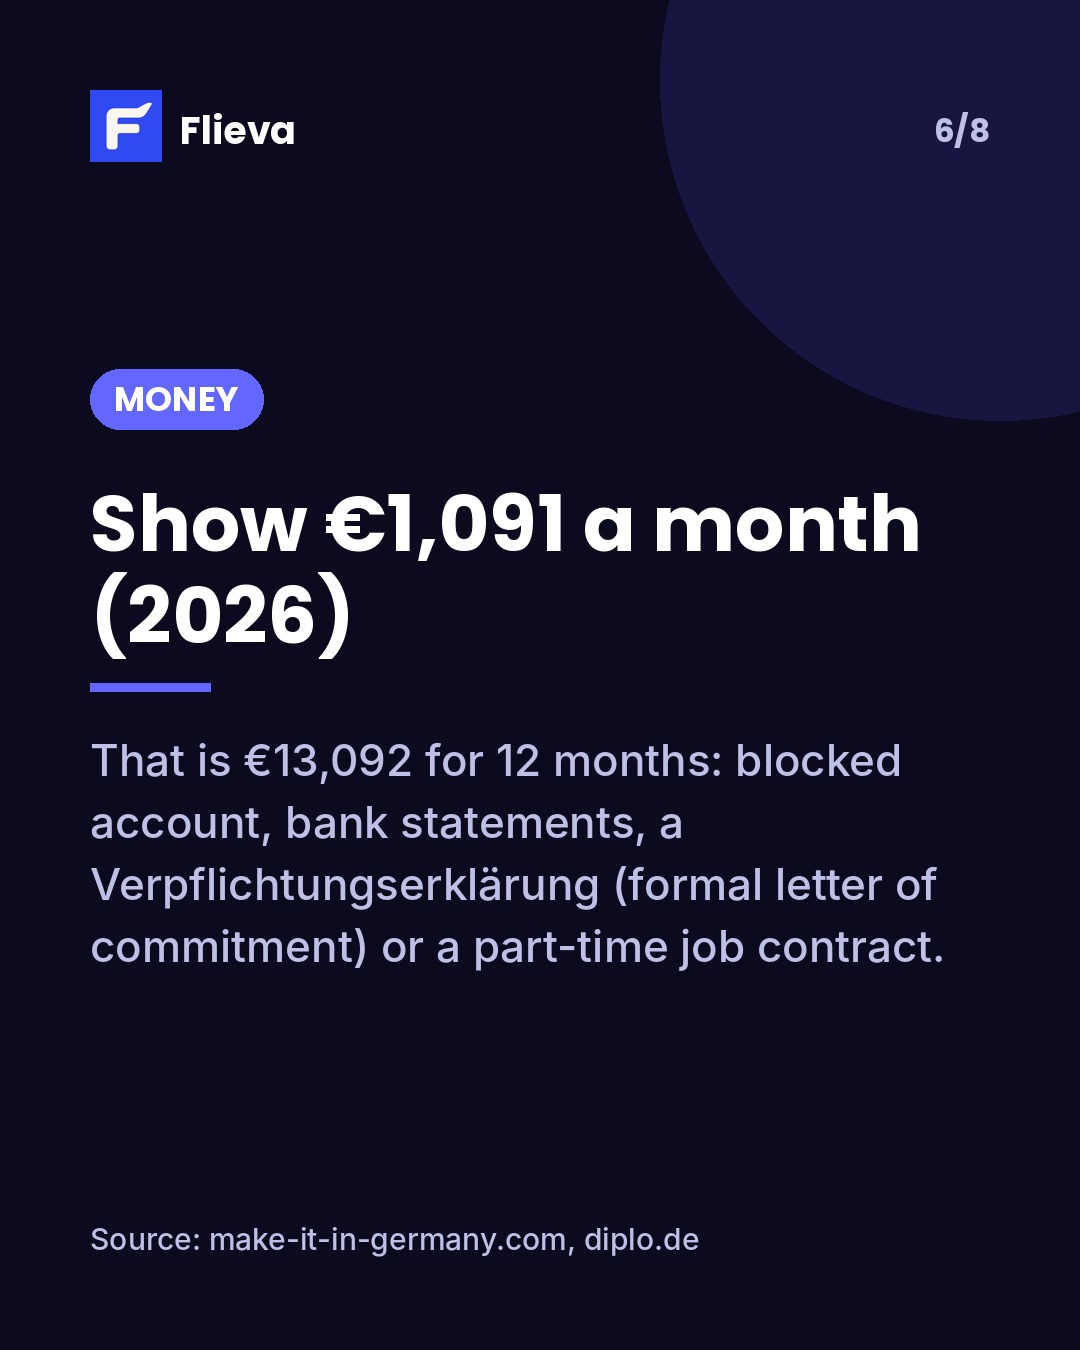 Flieva
6/8
MONEY
Show €1,091 a month
(2026)
That is €13,092 for 12 months: blocked
account, bank statements, a
Verpflichtungserklärung (formal letter of
commitment) or a part-time job contract.
Source: make-it-in-germany.com, diplo.de